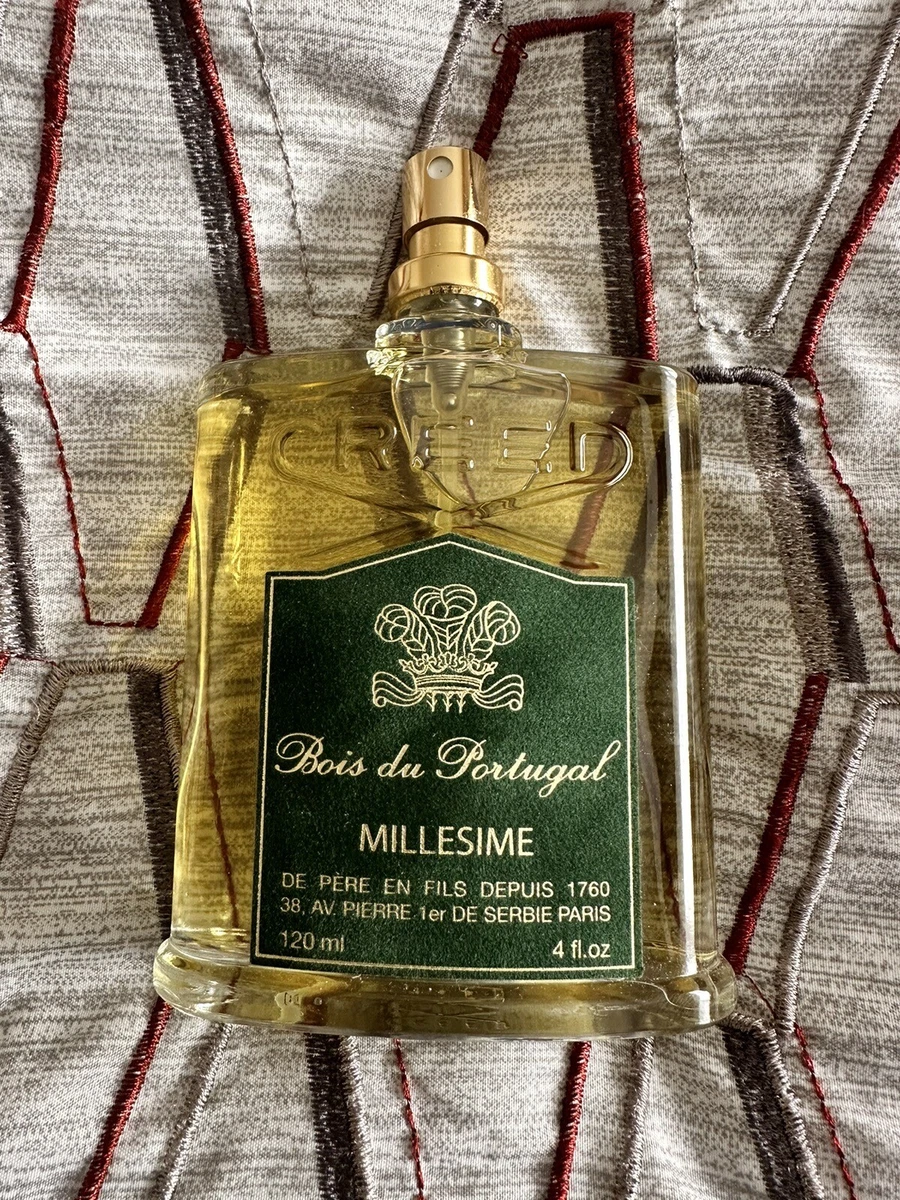 CREED
Bois du Portugal
MILLESIME
DE PÈRE EN FILS DEPUIS 1760
38, AV. PIERRE 1er DE SERBIE PARIS
120 ml 4 fl.oz